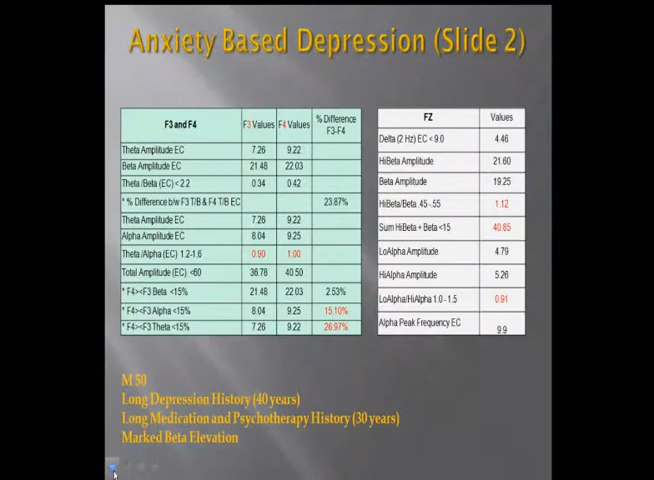 Anxiety Based Depression (Slide 2)
F3 and F4 F3 Values F4 Values % Difference F3-F4
Theta Amplitude EC 7.26 9.22
Beta Amplitude EC 21.48 22.03
Theta /Beta (EC) < 2.2 0.34 0.42
* % Difference b/w F3 T/B & F4 T/B EC 23.87%
Theta Amplitude EC 7.26 9.22
Alpha Amplitude EC 8.04 9.25
Theta /Alpha (EC) 1.2-1.6 0.90 1.00
Total Amplitude (EC) <60 36.78 40.50
* F4><F3 Beta <15% 21.48 22.03 2.53%
* F4><F3 Alpha <15% 8.04 9.25 15.10%
* F4><F3 Theta <15% 7.26 9.22 26.97%
FZ Values
Delta (2 Hz) EC < 9.0 4.46
HiBeta Amplitude 21.60
Beta Amplitude 19.25
HiBeta/Beta .45 -.55 1.12
Sum HiBeta + Beta <15 40.85
LoAlpha Amplitude 4.79
HiAlpha Amplitude 5.26
LoAlpha/HiAlpha 1.0 - 1.5 0.91
Alpha Peak Frequency EC 9.9
M 50
Long Depression History (40 years)
Long Medication and Psychotherapy History (30 years)
Marked Beta Elevation